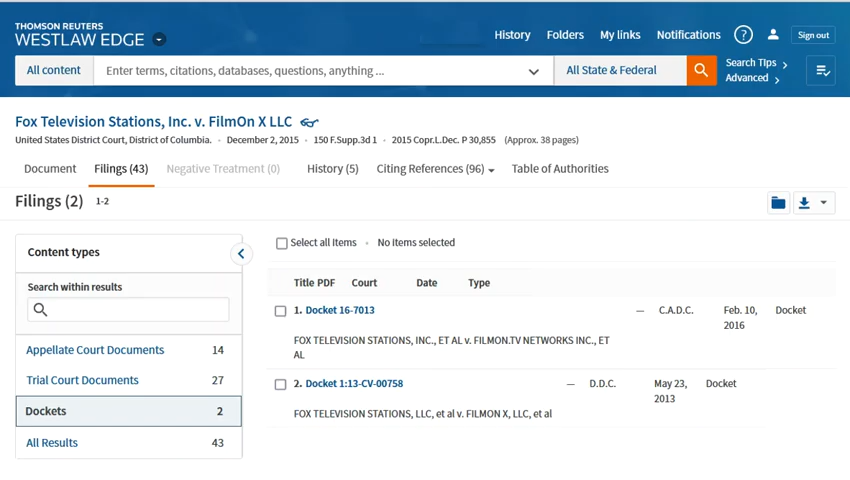 THOMSON REUTERS
WESTLAW EDGE
History Folders My links Notifications ? Sign out
All content Enter terms, citations, databases, questions, anything ... All State & Federal Search Tips
Advanced
Fox Television Stations, Inc. v. FilmOn X LLC
United States District Court, District of Columbia. • December 2, 2015 • 150 F.Supp.3d 1 • 2015 Copr.L.Dec. P 30,855 (Approx. 38 pages)
Document Filings (43) Negative Treatment (0) History (5) Citing References (96) Table of Authorities
Filings (2) 1-2
Content types
Search within results
Appellate Court Documents 14
Trial Court Documents 27
Dockets 2
All Results 43
Select all Items • No Items selected
Title PDF Court Date Type
1. Docket 16-7013 — C.A.D.C. Feb. 10, Docket
2016
FOX TELEVISION STATIONS, INC., ET AL v. FILMON.TV NETWORKS INC., ET
AL
2. Docket 1:13-CV-00758 — D.D.C. May 23, Docket
2013
FOX TELEVISION STATIONS, LLC, et al v. FILMON X, LLC, et al